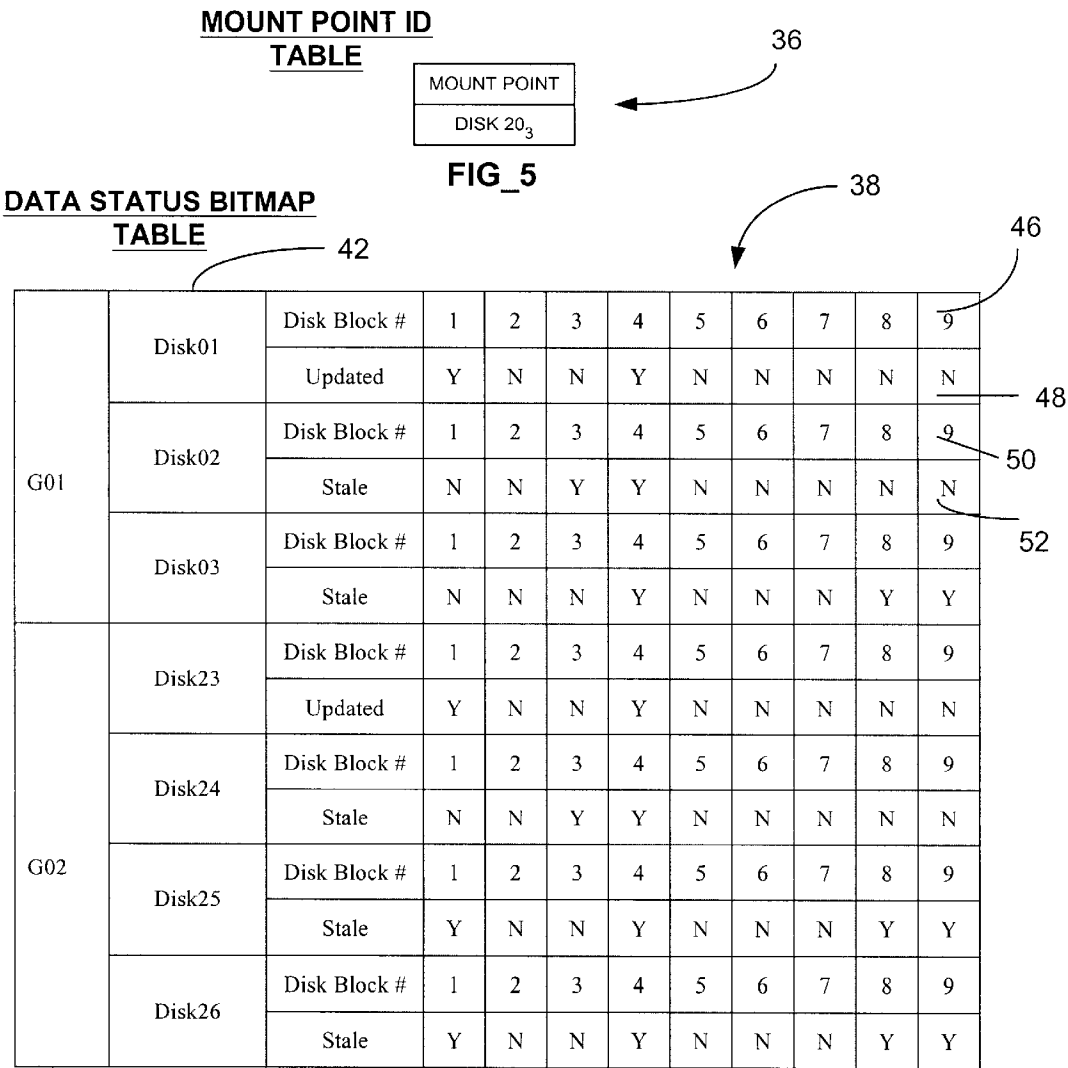 MOUNT POINT ID
TABLE
36
MOUNT POINT
DISK 20₃
FIG_5
DATA STATUS BITMAP
TABLE
38
42
46
G01
Disk01
Disk Block # 1 2 3 4 5 6 7 8 9
Updated Y N N Y N N N N N
48
Disk02
Disk Block # 1 2 3 4 5 6 7 8 9
50
Stale N N Y Y N N N N N
52
Disk03
Disk Block # 1 2 3 4 5 6 7 8 9
Stale N N N Y N N N Y Y
G02
Disk23
Disk Block # 1 2 3 4 5 6 7 8 9
Updated Y N N Y N N N N N
Disk24
Disk Block # 1 2 3 4 5 6 7 8 9
Stale N N Y Y N N N N N
Disk25
Disk Block # 1 2 3 4 5 6 7 8 9
Stale Y N N Y N N N Y Y
Disk26
Disk Block # 1 2 3 4 5 6 7 8 9
Stale Y N N Y N N N Y Y